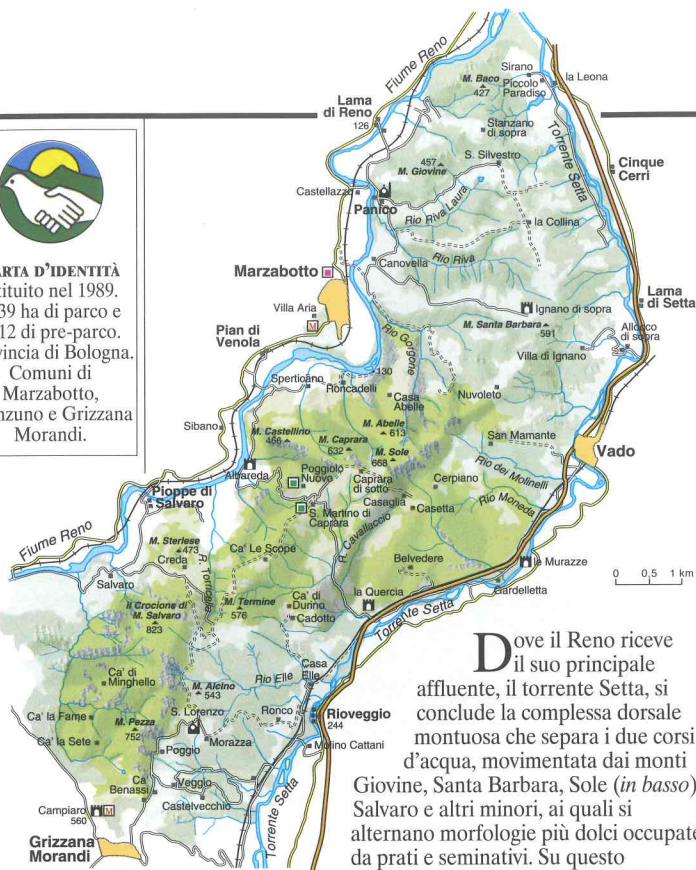 Fiume Reno
Sirano
M. Baco
427
Piccolo
Paradiso
la Leona
Lama
di Reno
126
Stanzano
di sopra
Torrente Setta
457
M. Giovine
S. Silvestro
Cinque
Cerri
Castellazzo
Panico
Rio Riva Laura
la Collina
Rio Riva
Canovella
Marzabotto
Lama
di Setta
Villa Aria
M
Ignano di sopra
M. Santa Barbara
591
Allocco
di sopra
Pian di
Venola
Rio Gorgone
Villa di Ignano
Sperticano
130
Roncadelli
Casa
Abelle
Nuvoleto
Sibano
M. Abelle
613
M. Castellino
466
M. Caprara
632
M. Sole
668
San Mamante
Vado
Albareda
Poggiolo
Nuovo
Caprara
di sotto
Cerpiano
Rio dei Molinelli
Pioppe di
Salvaro
Casaglia
Casetta
Rio Moneda
S. Martino di
Caprara
Fiume Reno
M. Sterlese
473
Creda
Ca' Le Scope
R. Cavallaccio
Belvedere
le Murazze
0 0,5 1 km
Salvaro
R. Torricella
Gardelletta
il Crocione di
M. Salvaro
823
M. Termine
576
Ca' di
Durino
Cadotto
la Quercia
Torrente Setta
Ca' di
Minghello
Rio Elle
Casa
Elle
M. Alcino
543
Ca' la Fame
M. Pezza
752
S. Lorenzo
Ronco
Rioveggio
244
Ca' la Sete
Poggio
Morazza
Molino Cattani
Ca'
Benassi
Veggio
Castelvecchio
Campiaro
560
M
Grizzana
Morandi
Torrente Setta
ARTA D'IDENTITÀ
tituito nel 1989.
39 ha di parco e
12 di pre-parco.
vincia di Bologna.
Comuni di
Marzabotto,
nzuno e Grizzana
Morandi.
Dove il Reno riceve
il suo principale
affluente, il torrente Setta, si
conclude la complessa dorsale
montuosa che separa i due corsi
d'acqua, movimentata dai monti
Giovine, Santa Barbara, Sole (in basso)
Salvaro e altri minori, ai quali si
alternano morfologie più dolci occupate
da prati e seminativi. Su questo